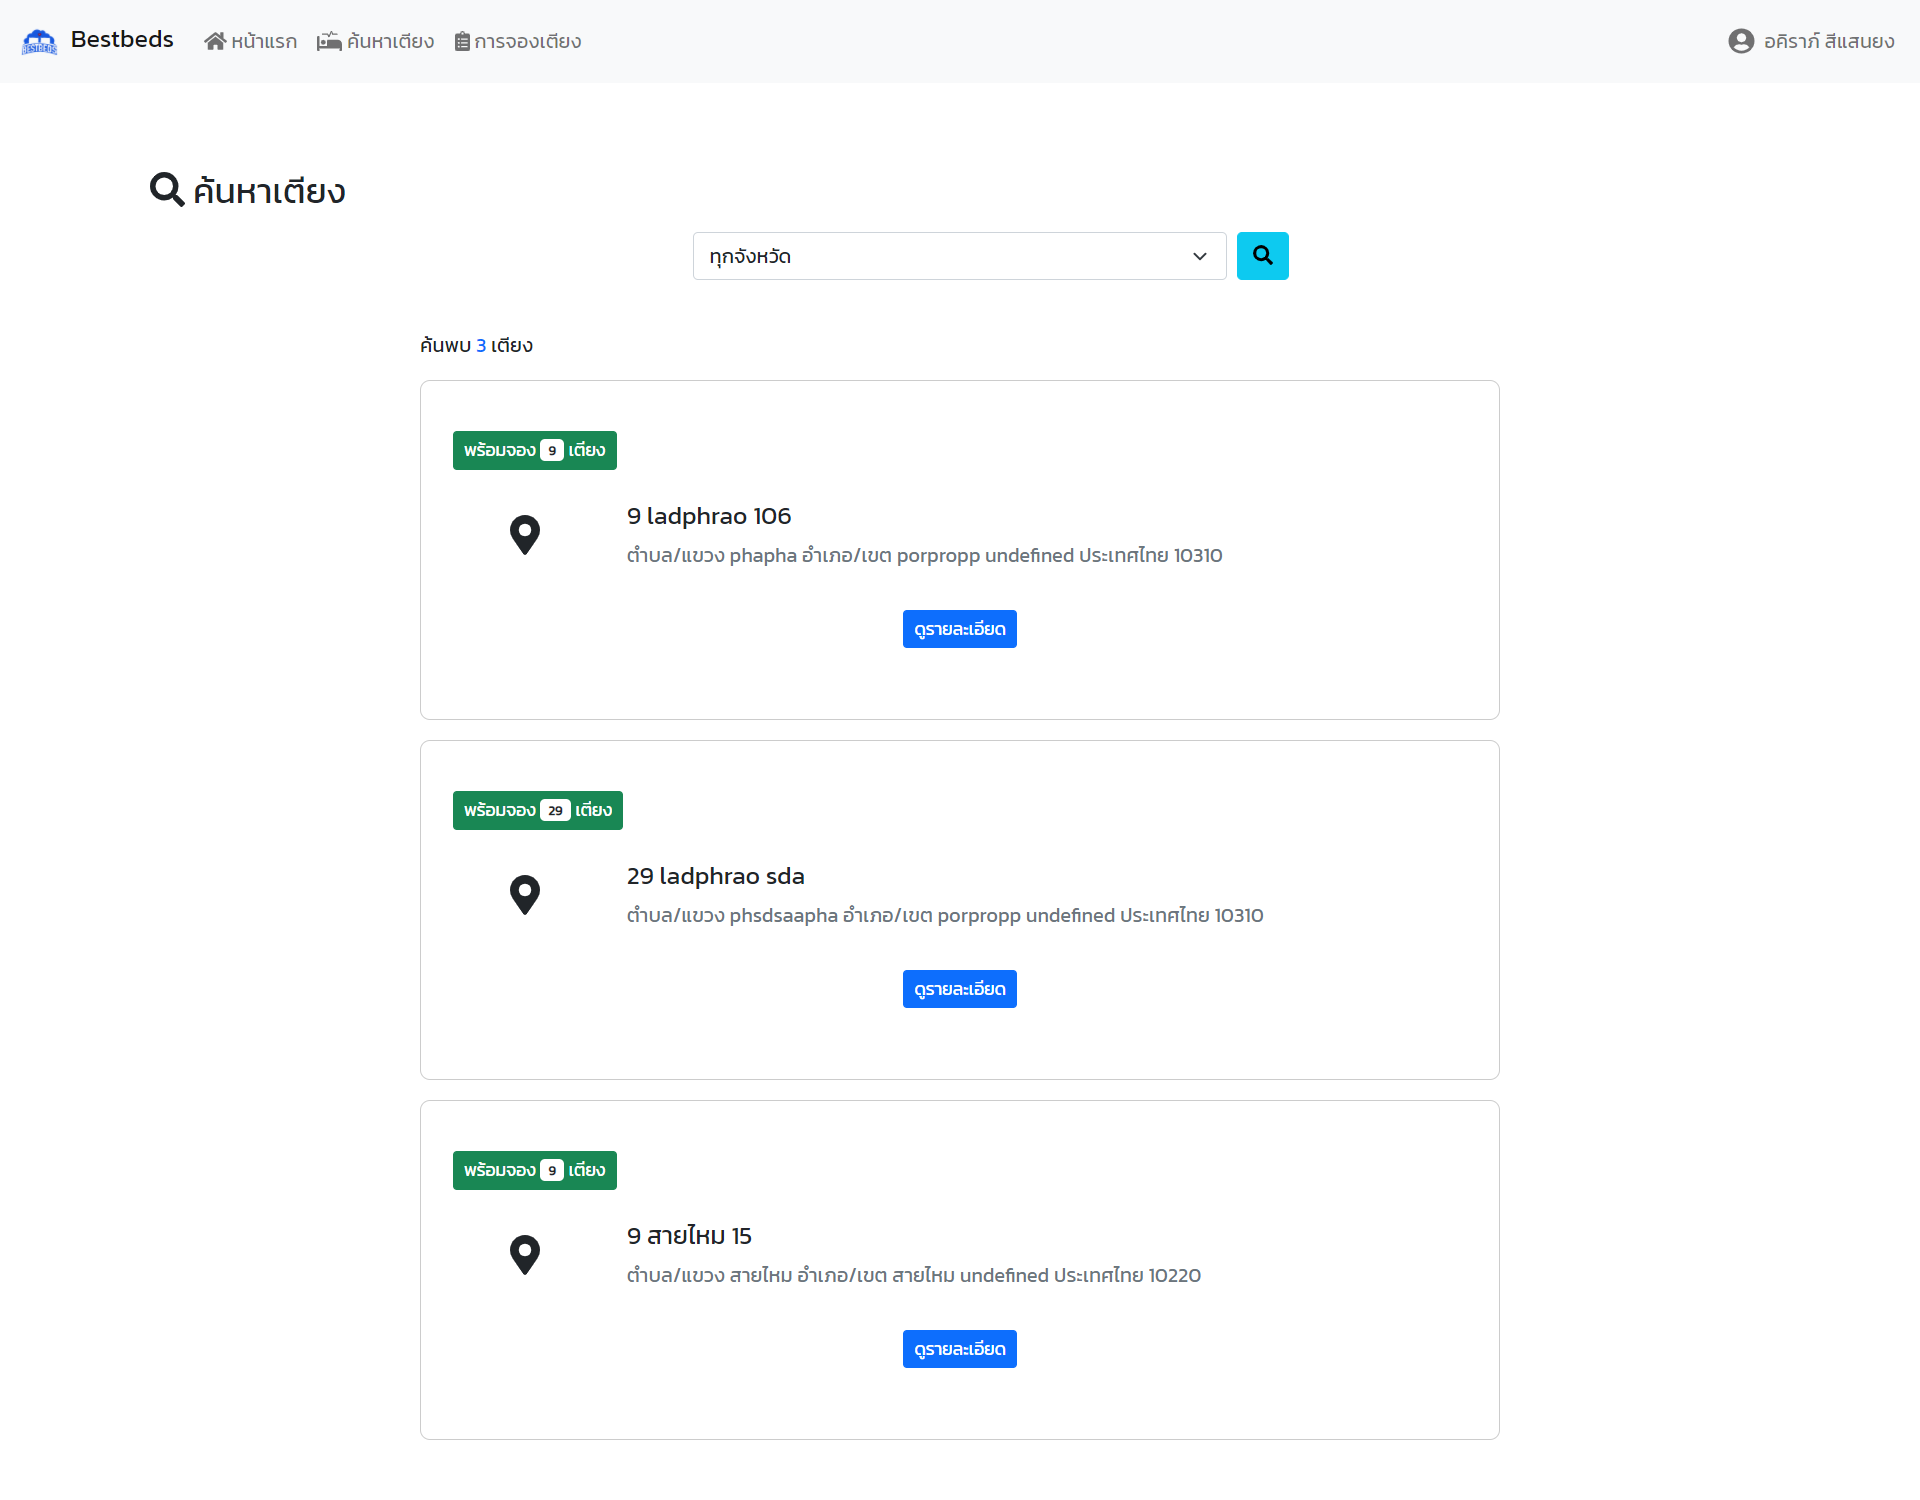 BESTBEDS
Bestbeds หน้าแรก ค้นหาเตียง การจองเตียง อคิราภ์ สีแสนยง
ค้นหาเตียง
ทุกจังหวัด
ค้นพบ 3 เตียง
พร้อมจอง 9 เตียง
9 ladphrao 106
ตำบล/แขวง phapha อำเภอ/เขต porpropp undefined ประเทศไทย 10310
ดูรายละเอียด
พร้อมจอง 29 เตียง
29 ladphrao sda
ตำบล/แขวง phsdsaapha อำเภอ/เขต porpropp undefined ประเทศไทย 10310
ดูรายละเอียด
พร้อมจอง 9 เตียง
9 สายไหม 15
ตำบล/แขวง สายไหม อำเภอ/เขต สายไหม undefined ประเทศไทย 10220
ดูรายละเอียด